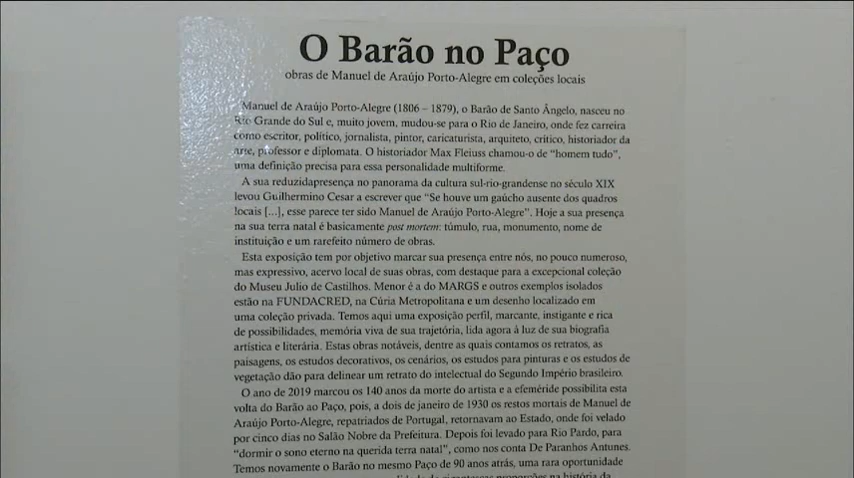 O Barão no Paço
obras de Manuel de Araújo Porto-Alegre em coleções locais
Manuel de Araújo Porto-Alegre (1806 – 1879), o Barão de Santo Ângelo, nasceu no
Rio Grande do Sul e, muito jovem, mudou-se para o Rio de Janeiro, onde fez carreira
como escritor, político, jornalista, pintor, caricaturista, arquiteto, crítico, historiador da
arte, professor e diplomata. O historiador Max Fleiuss chamou-o de “homem tudo”,
uma definição precisa para essa personalidade multiforme.
A sua reduzidapresença no panorama da cultura sul-rio-grandense no século XIX
levou Guilhermino Cesar a escrever que “Se houve um gaúcho ausente dos quadros
locais [...], esse parece ter sido Manuel de Araújo Porto-Alegre”. Hoje a sua presença
na sua terra natal é basicamente post mortem: túmulo, rua, monumento, nome de
instituição e um rarefeito número de obras.
Esta exposição tem por objetivo marcar sua presença entre nós, no pouco numeroso,
mas expressivo, acervo local de suas obras, com destaque para a excepcional coleção
do Museu Julio de Castilhos. Menor é a do MARGS e outros exemplos isolados
estão na FUNDACRED, na Cúria Metropolitana e um desenho localizado em
uma coleção privada. Temos aqui uma exposição perfil, marcante, instigante e rica
de possibilidades, memória viva de sua trajetória, lida agora à luz de sua biografia
artística e literária. Estas obras notáveis, dentre as quais contamos os retratos, as
paisagens, os estudos decorativos, os cenários, os estudos para pinturas e os estudos de
vegetação dão para delinear um retrato do intelectual do Segundo Império brasileiro.
O ano de 2019 marcou os 140 anos da morte do artista e a efeméride possibilita esta
volta do Barão ao Paço, pois, a dois de janeiro de 1930 os restos mortais de Manuel de
Araújo Porto-Alegre, repatriados de Portugal, retornavam ao Estado, onde foi velado
por cinco dias no Salão Nobre da Prefeitura. Depois foi levado para Rio Pardo, para
“dormir o sono eterno na querida terra natal”, como nos conta De Paranhos Antunes.
Temos novamente o Barão no mesmo Paço de 90 anos atrás, uma rara oportunidade